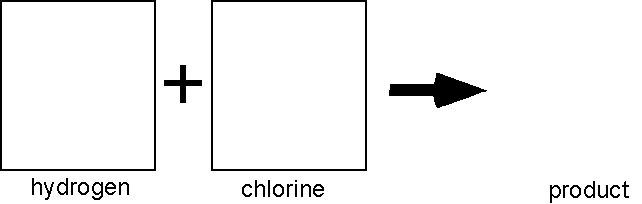 +
hydrogen chlorine product